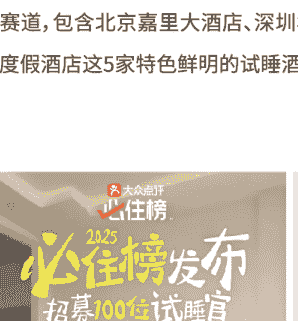 赛道，包含北京嘉里大酒店、深圳
度假酒店这5家特色鲜明的试睡酒
大众点评
必住榜
2025
必住榜发布
招募100位试睡官